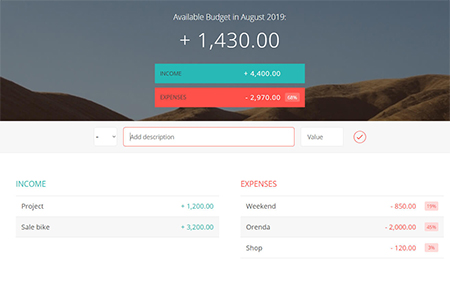 Available Budget in August 2019:
+ 1,430.00
INCOME + 4,400.00
EXPENSES - 2,970.00 68%
- Add description Value
INCOME EXPENSES
Project + 1,200.00 Weekend - 850.00 19%
Sale bike + 3,200.00 Orenda - 2,000.00 45%
Shop - 120.00 3%